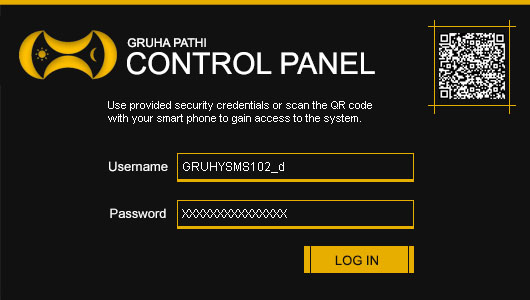 GRUHA PATHI
CONTROL PANEL
Use provided security credentials or scan the QR code
with your smart phone to gain access to the system.
Username
GRUHYSMS102_d
Password
XXXXXXXXXXXXXXX
LOG IN